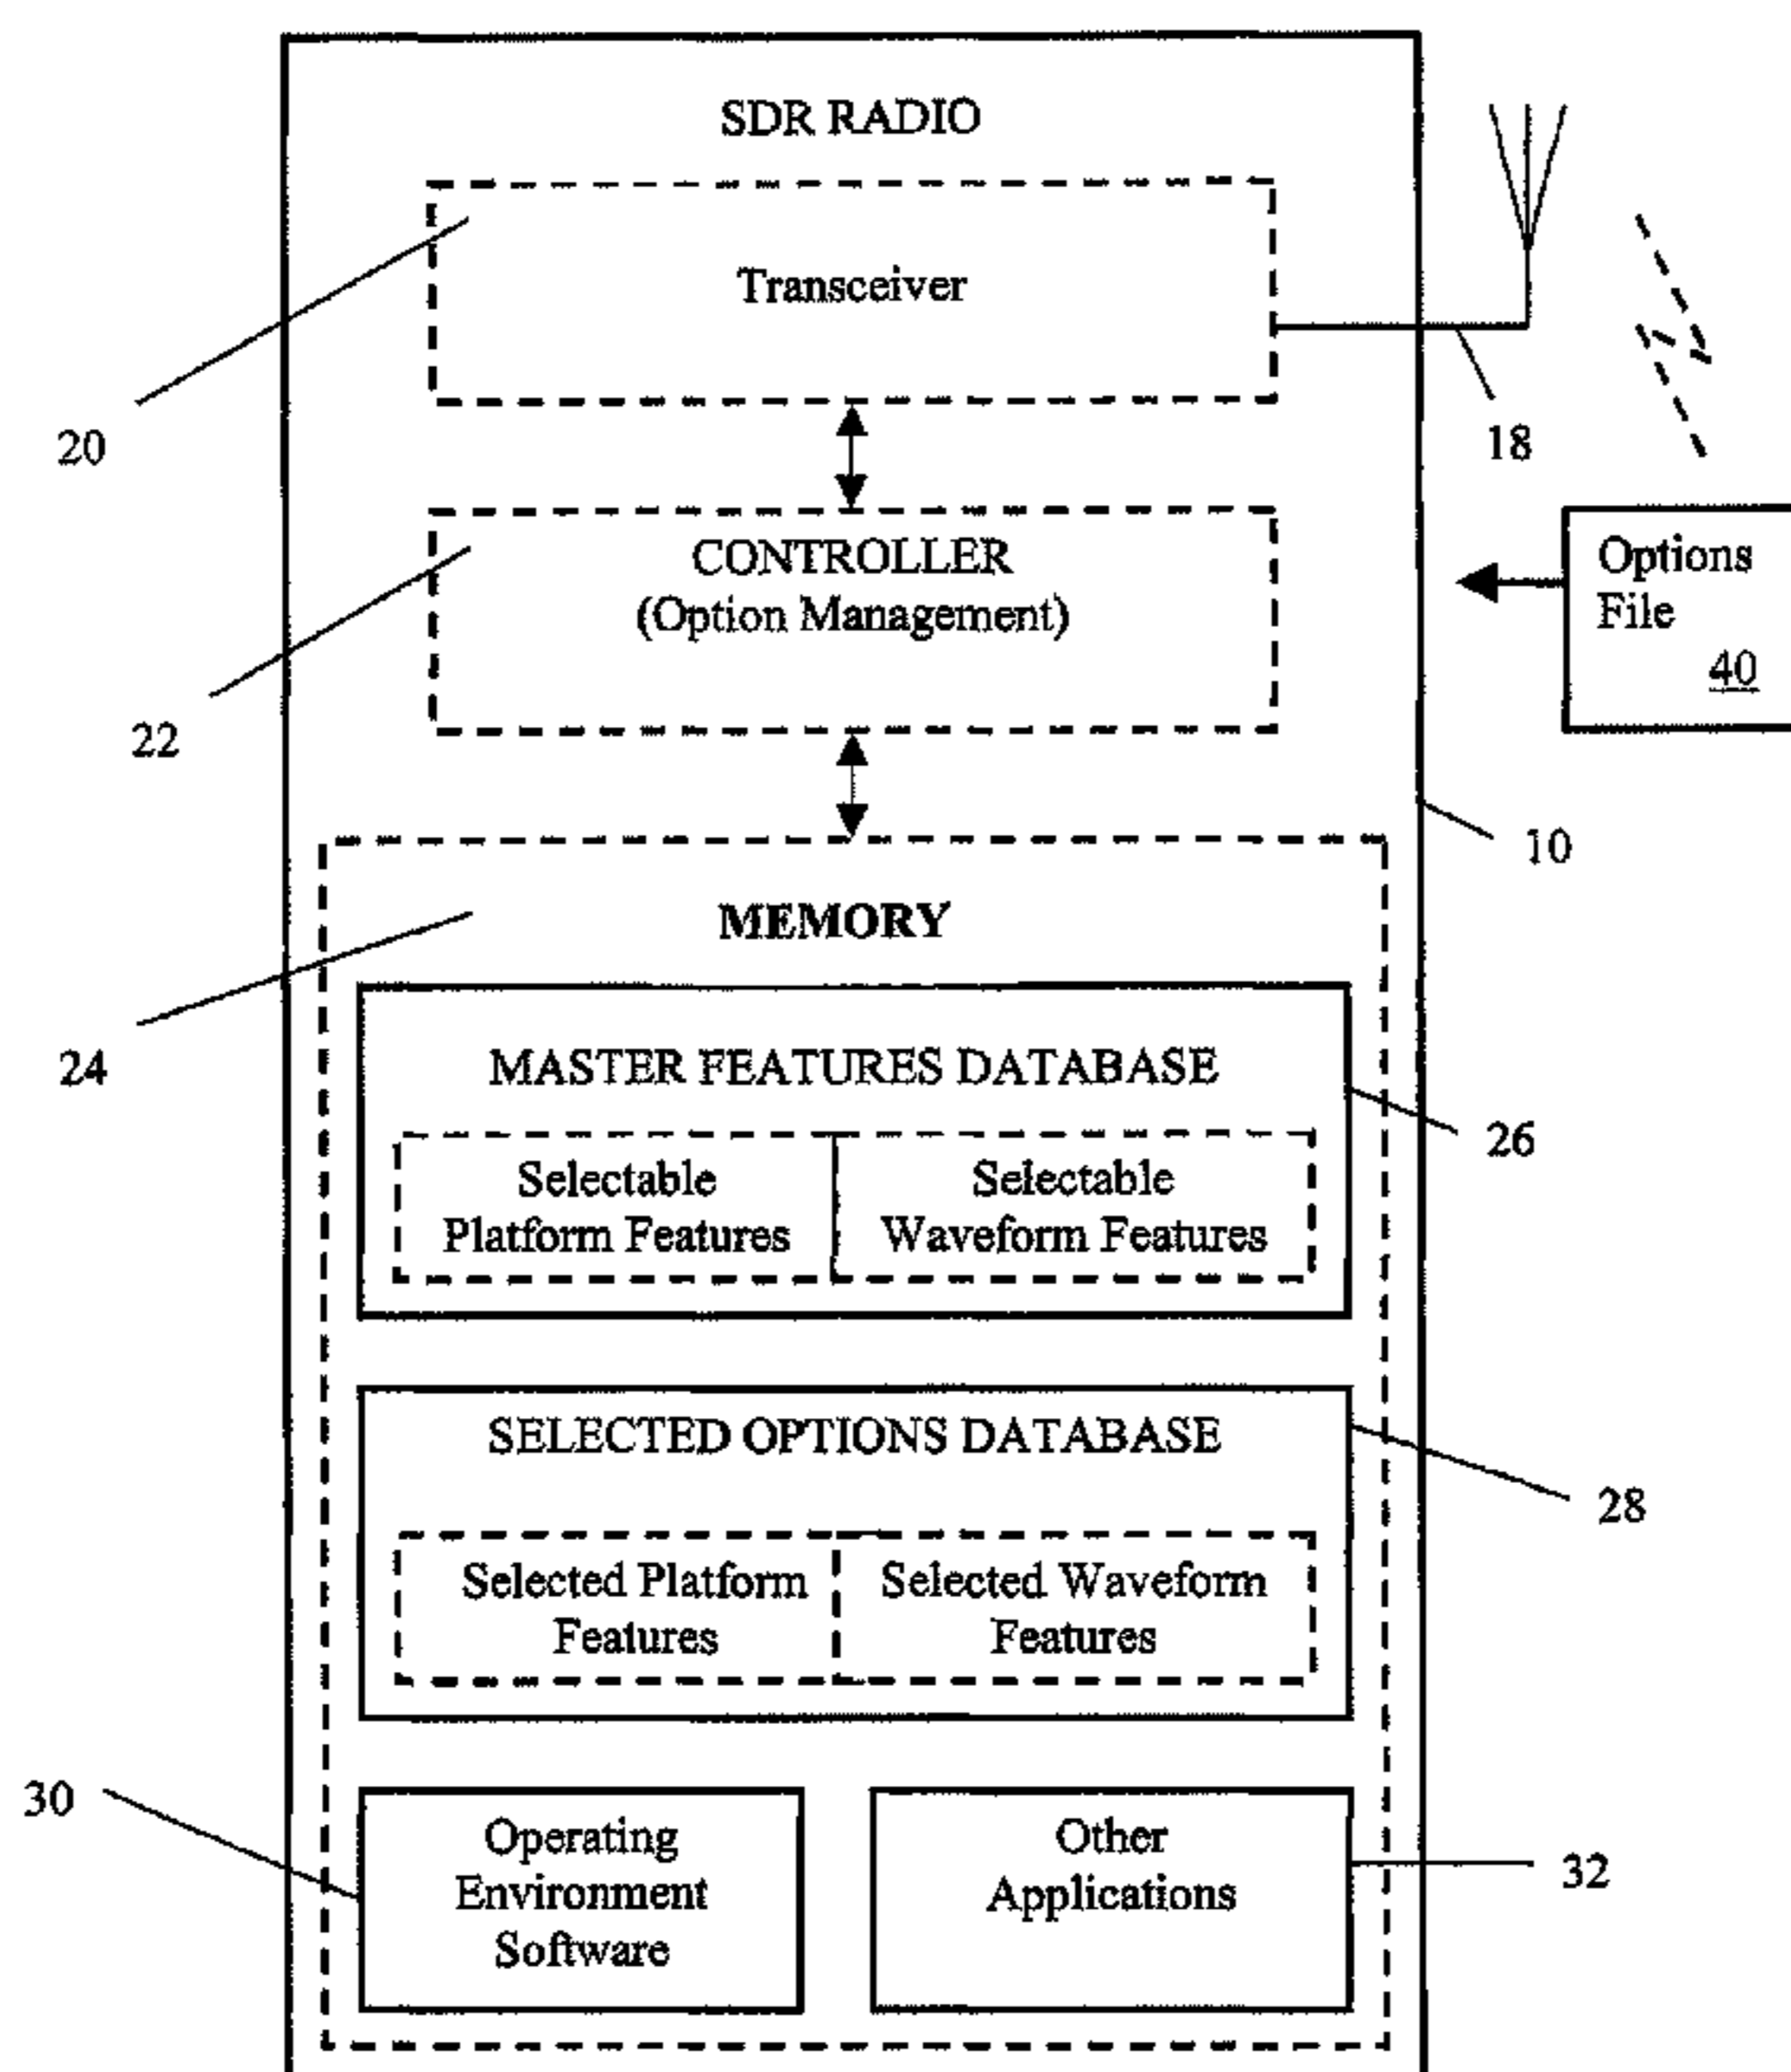 SDR RADIO
Transceiver
20
18
CONTROLLER
(Option Management)
Options
File
40
22
10
MEMORY
24
MASTER FEATURES DATABASE
26
Selectable
Platform Features
Selectable
Waveform Features
SELECTED OPTIONS DATABASE
28
Selected Platform
Features
Selected Waveform
Features
30
Operating
Environment
Software
Other
Applications
32